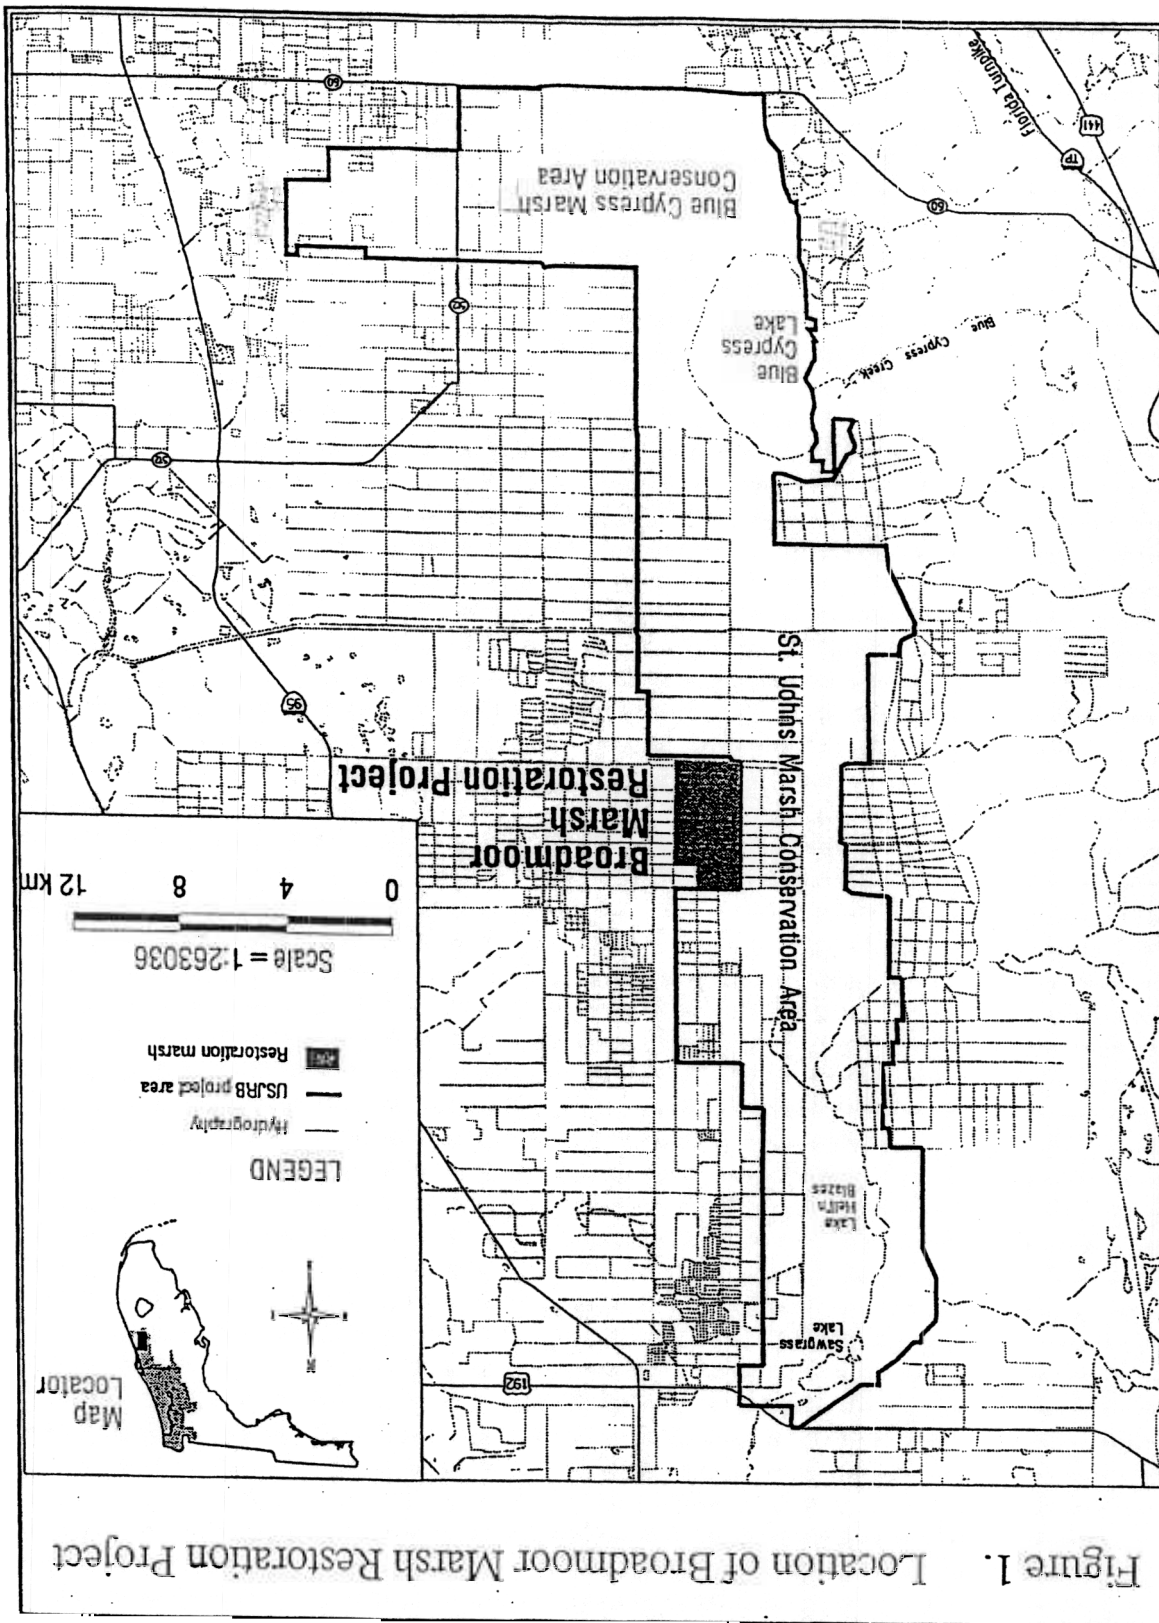 Figure 1. Location of Broadmoor Marsh Restoration Project
192
Sawgrass
Lake
Lake
Hell'n
Blazes
Map
Locator
N
LEGEND
Hydrography
USJRB project area
Restoration marsh
Scale = 1:263036
0 4 8 12 km
St. Johns Marsh Conservation Area
Broadmoor
Marsh
Restoration Project
95
512
512
Blue Cypress Creek
Blue
Cypress
Lake
Blue Cypress Marsh
Conservation Area
60
60
TP
441
Florida Turnpike